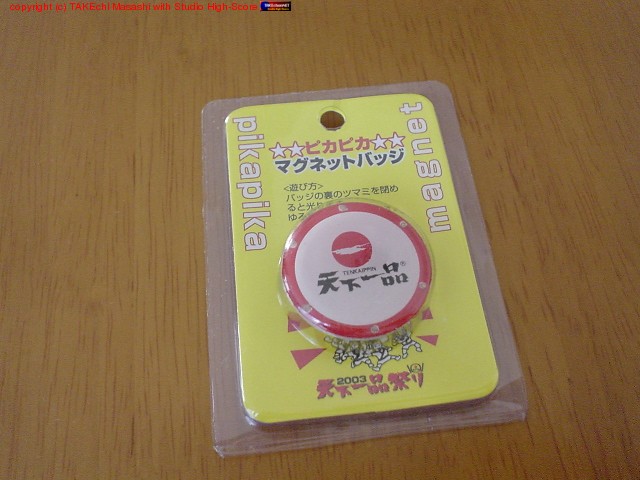 copyright (c) TAKEchi Masashi with Studio High-Score
pikapika
☆☆ピカピカ☆☆
マグネットバッジ
<遊び方>
バッジの裏のツマミを閉め
ると光り
ゆる
TENKAIPPIN
天下一品®
2003
天下一品祭り